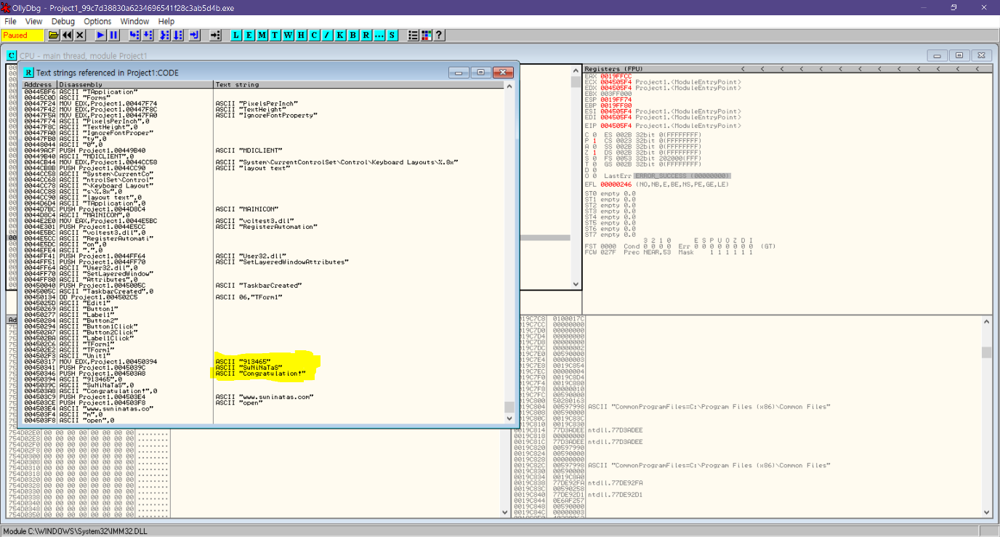 OllyDbg - Project1_99c7d38830a6234696541f28c3ab5d4b.exe
File View Debug Options Window Help
Paused
L E M T W H C / K B R ... S
C CPU - main thread, module Project1
R Text strings referenced in Project1:CODE
Address Disassembly Text string
00445BF6 ASCII "TApplication"
00445C0D ASCII "Forms"
00447F24 MOV EDX,Project1.00447F74 ASCII "PixelsPerInch"
00447F42 MOV EDX,Project1.00447F8C ASCII "TextHeight"
00447F5A MOV EDX,Project1.00447FA0 ASCII "IgnoreFontProperty"
00447F74 ASCII "PixelsPerInch",0
00447F8C ASCII "TextHeight",0
00447FA0 ASCII "IgnoreFontProper"
00447FB0 ASCII "ty",0
00448044 ASCII "0",0
00449ACF PUSH Project1.00449B40 ASCII "MDICLIENT"
00449B40 ASCII "MDICLIENT",0
0044CB44 MOV EDX,Project1.0044CC58 ASCII "System\CurrentControlSet\Control\Keyboard Layouts\%.8x"
0044CB8B PUSH Project1.0044CC90 ASCII "layout text"
0044CC58 ASCII "System\CurrentCo"
0044CC68 ASCII "ntrolSet\Control"
0044CC78 ASCII "\Keyboard Layout"
0044CC88 ASCII "s\%.8x",0
0044CC90 ASCII "layout text",0
0044D6D4 ASCII "TApplication",0
0044D7BC PUSH Project1.0044D8C4 ASCII "MAINICON"
0044D8C4 ASCII "MAINICON",0
0044E2E0 MOV EAX,Project1.0044E5BC ASCII "vcltest3.dll"
0044E301 PUSH Project1.0044E5CC ASCII "RegisterAutomation"
0044E5BC ASCII "vcltest3.dll",0
0044E5CC ASCII "RegisterAutomati"
0044E5DC ASCII "on",0
0044EFE4 ASCII ".",0
0044FF41 PUSH Project1.0044FF64 ASCII "User32.dll"
0044FF51 PUSH Project1.0044FF70 ASCII "SetLayeredWindowAttributes"
0044FF64 ASCII "User32.dll",0
0044FF70 ASCII "SetLayeredWindow"
0044FF80 ASCII "Attributes",0
00450040 PUSH Project1.0045005C ASCII "TaskbarCreated"
0045005C ASCII "TaskbarCreated",0
00450134 DD Project1.004502C5 ASCII 06,"TForm1"
0045025D ASCII "Edit1"
00450269 ASCII "Button1"
00450277 ASCII "Label1"
00450284 ASCII "Button2"
00450294 ASCII "Button1Click"
004502A7 ASCII "Button2Click"
004502BA ASCII "Label1Click"
004502C6 ASCII "TForm1"
004502E2 ASCII "TForm1"
004502F3 ASCII "Unit1"
00450317 MOV EDX,Project1.00450394 ASCII "913465"
00450341 PUSH Project1.0045039C ASCII "SuNiNaTaS"
00450346 PUSH Project1.004503A8 ASCII "Congratulation!"
00450394 ASCII "913465",0
0045039C ASCII "SuNiNaTaS",0
004503A8 ASCII "Congratulation!",0
004503C9 PUSH Project1.004503E4 ASCII "www.suninatas.com"
004503CE PUSH Project1.004503F8 ASCII "open"
004503E4 ASCII "www.suninatas.co"
004503F4 ASCII "m",0
004503F8 ASCII "open",0
Registers (FPU) < < < < < < < < < < <
EAX 0019FFCC
ECX 004505F4 Project1.<ModuleEntryPoint>
EDX 004505F4 Project1.<ModuleEntryPoint>
EBX 003FF000
ESP 0019FF74
EBP 0019FF80
ESI 004505F4 Project1.<ModuleEntryPoint>
EDI 004505F4 Project1.<ModuleEntryPoint>
EIP 004505F4 Project1.<ModuleEntryPoint>
C 0 ES 002B 32bit 0(FFFFFFFF)
P 1 CS 0023 32bit 0(FFFFFFFF)
A 0 SS 002B 32bit 0(FFFFFFFF)
Z 1 DS 002B 32bit 0(FFFFFFFF)
S 0 FS 0053 32bit 202000(FFF)
T 0 GS 002B 32bit 0(FFFFFFFF)
D 0
O 0 LastErr ERROR_SUCCESS (00000000)
EFL 00000246 (NO,NB,E,BE,NS,PE,GE,LE)
ST0 empty 0.0
ST1 empty 0.0
ST2 empty 0.0
ST3 empty 0.0
ST4 empty 0.0
ST5 empty 0.0
ST6 empty 0.0
ST7 empty 0.0
3 2 1 0 E S P U O Z D I
FST 0000 Cond 0 0 0 0 Err 0 0 0 0 0 0 0 0 (GT)
FCW 027F Prec NEAR,53 Mask 1 1 1 1 1 1
754D02E0 00 00 00 00 00 00 00 00 ........
754D02E8 00 00 00 00 00 00 00 00 ........
754D02F0 00 00 00 00 00 00 00 00 ........
754D02F8 00 00 00 00 00 00 00 00 ........
754D0300 00 00 00 00 00 00 00 00 ........
754D0308 00 00 00 00 00 00 00 00 ........
754D0310 00 00 00 00 00 00 00 00 ........
754D0318 00 00 00 00 00 00 00 00 ........
754D0320 00 00 00 00 00 00 00 00 ........
754D0328 00 00 00 00 00 00 00 00 ........
754D0330 00 00 00 00 00 00 00 00 ........
754D0338 00 00 00 00 00 00 00 00 ........
754D0340 00 00 00 00 00 00 00 00 ........
754D0348 00 00 00 00 00 00 00 00 ........
754D0350 00 00 00 00 00 00 00 00 ........
0019C7C8 0100017C
0019C7CC 00000000
0019C7D0 00000000
0019C7D4 00000000
0019C7D8 00000000
0019C7DC 00000002
0019C7E0 00590000
0019C7E4 00000003
0019C7E8 0019C854
0019C7EC 00000004
0019C7F0 0019C8D4
0019C7F4 0019C880
0019C7F8 00000010
0019C7FC 00590000
0019C800 50280163
0019C804 00597998 ASCII "CommonProgramFiles=C:\Program Files (x86)\Common Files"
0019C808 00590000
0019C80C 0019C83C
0019C810 0019C830
0019C814 77D3ADEE ntdll.77D3ADEE
0019C818 00000000
0019C81C 77D3ADEE ntdll.77D3ADEE
0019C820 00597990
0019C824 00590000
0019C828 00000000
0019C82C 00597998 ASCII "CommonProgramFiles=C:\Program Files (x86)\Common Files"
0019C830 00590000
0019C834 0019C8A0
0019C838 77DE92FA ntdll.77DE92FA
0019C83C 00590258
0019C840 77DE92D1 ntdll.77DE92D1
0019C844 0E6AF257
0019C848 00590000
0019C84C 00000003
Module C:\WINDOWS\System32\IMM32.DLL